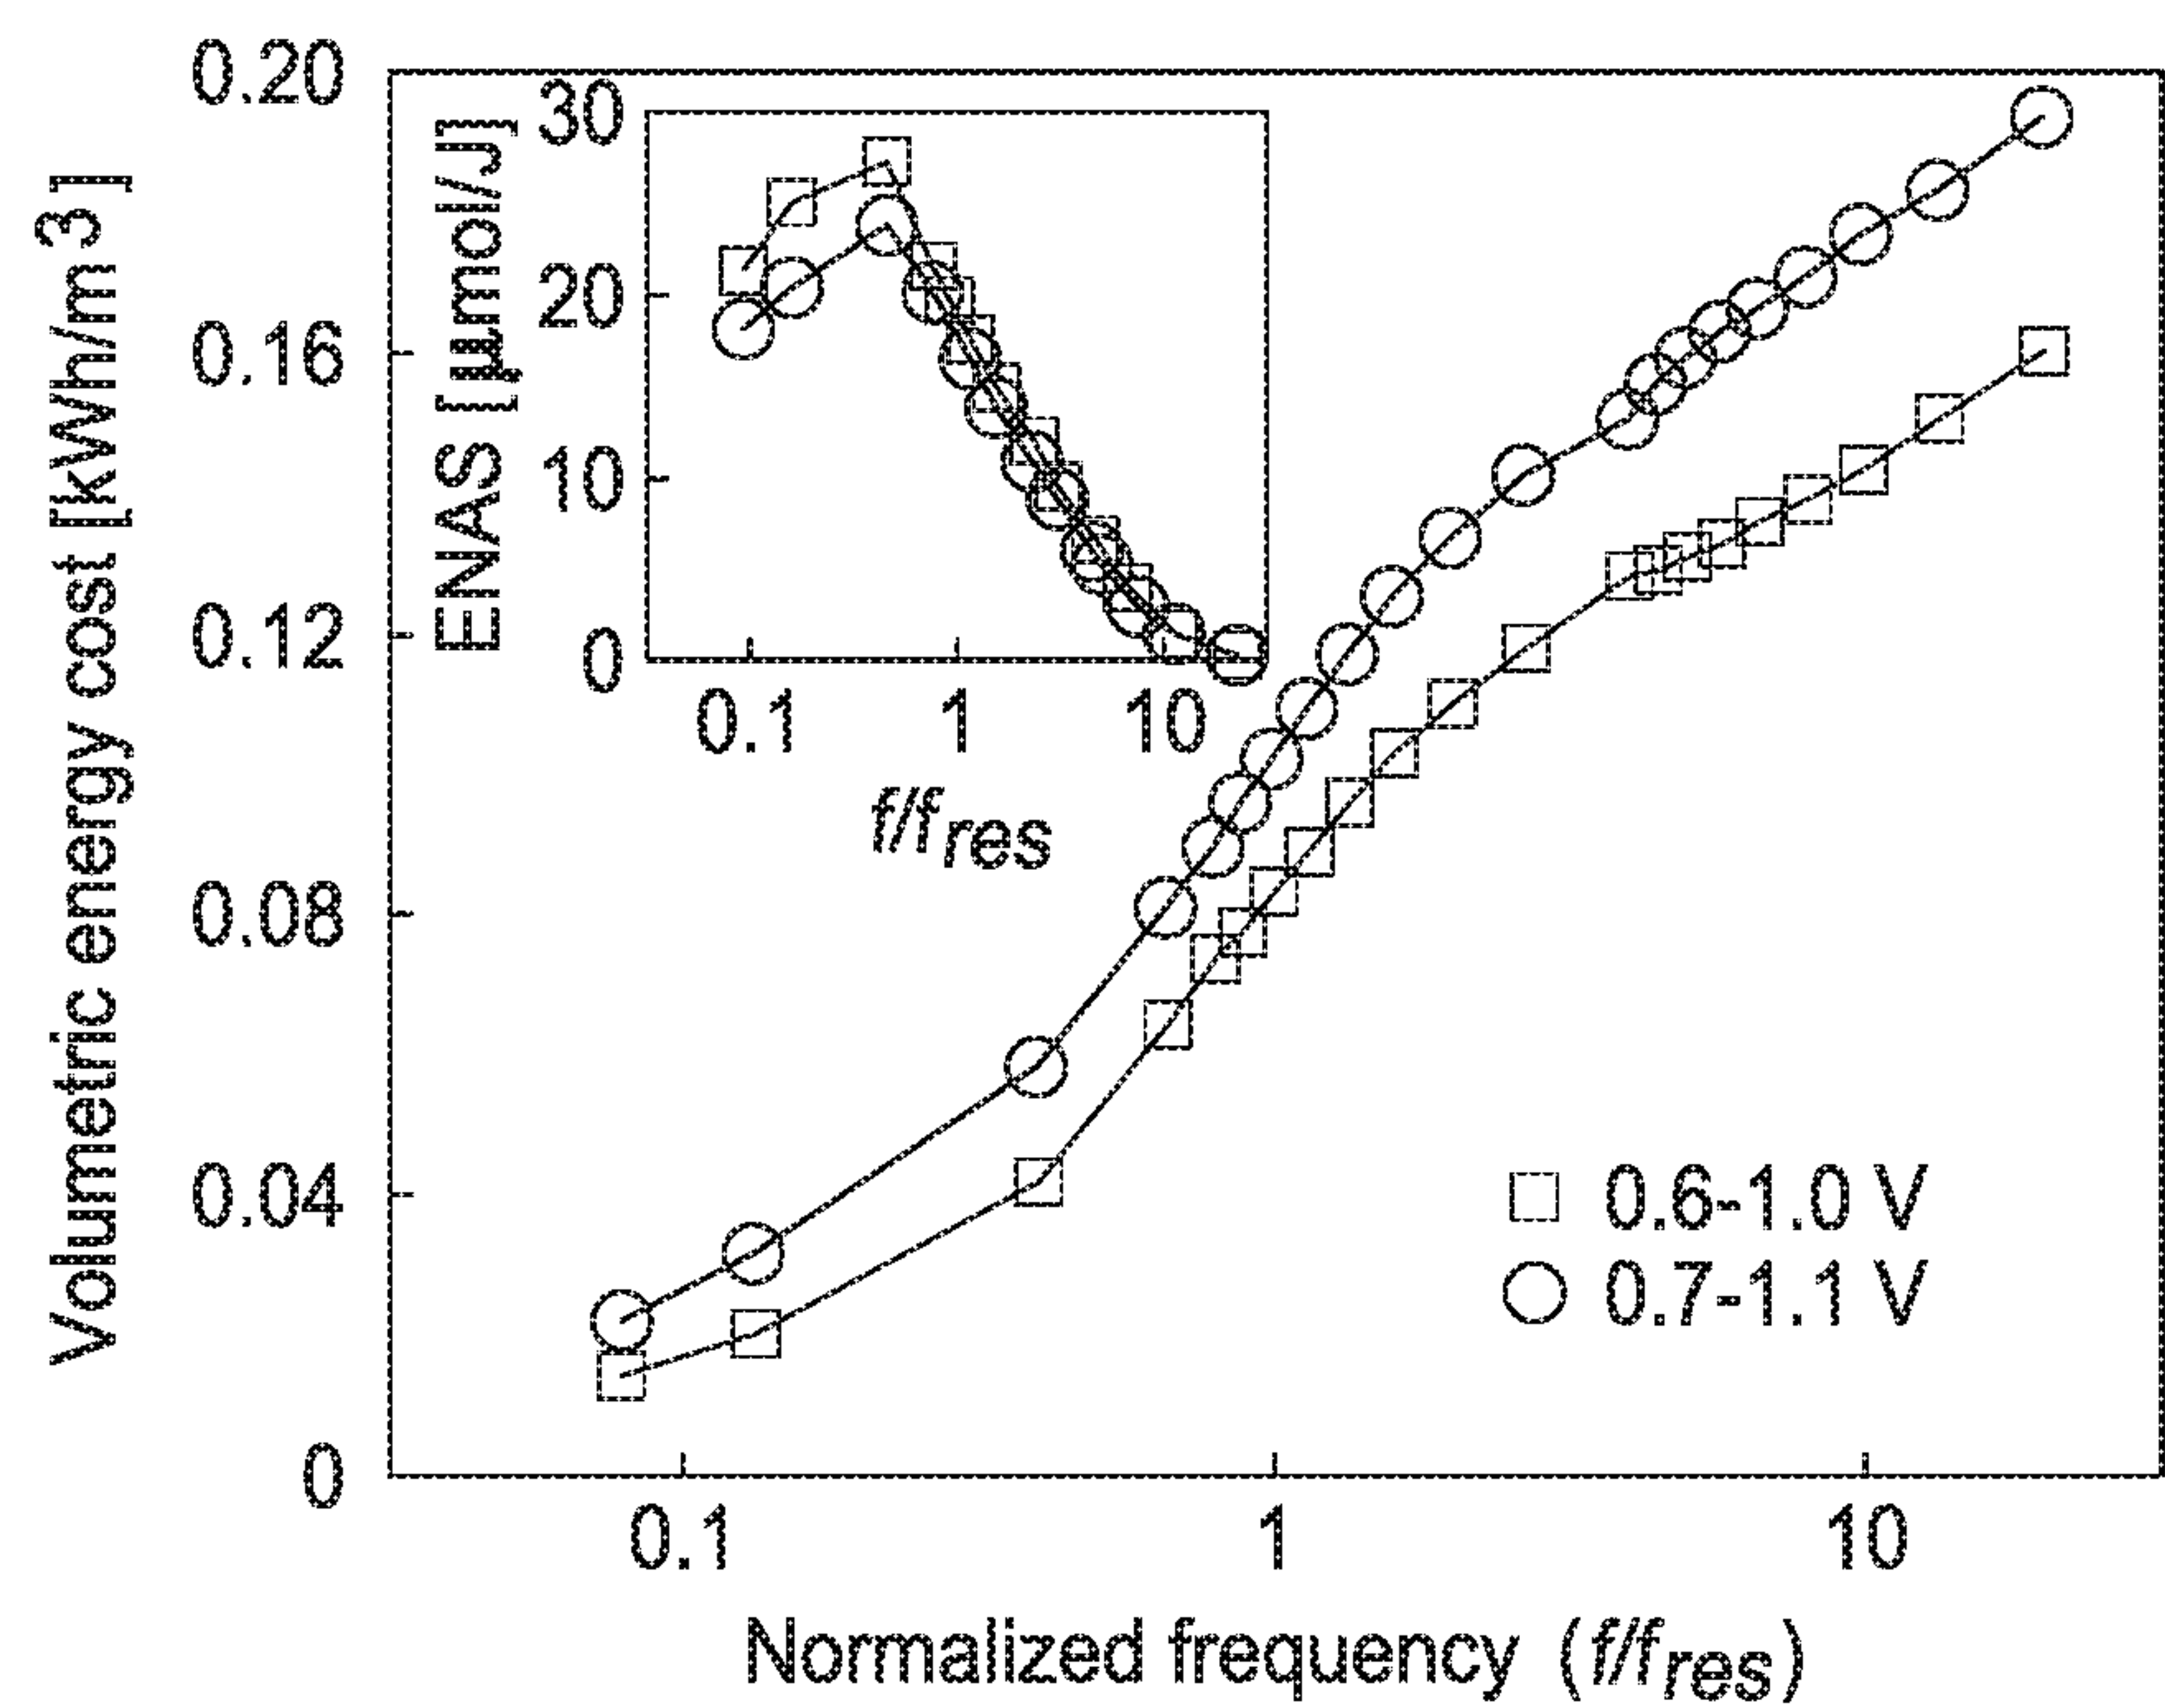 Volumetric energy cost [kWh/m 3]
0.20
0.16
0.12
0.08
0.04
0
ENAS [µmol/J]
30
20
10
0
0.1 1 10
f/fres
0.6-1.0 V
0.7-1.1 V
0.1 1 10
Normalized frequency (f/fres)